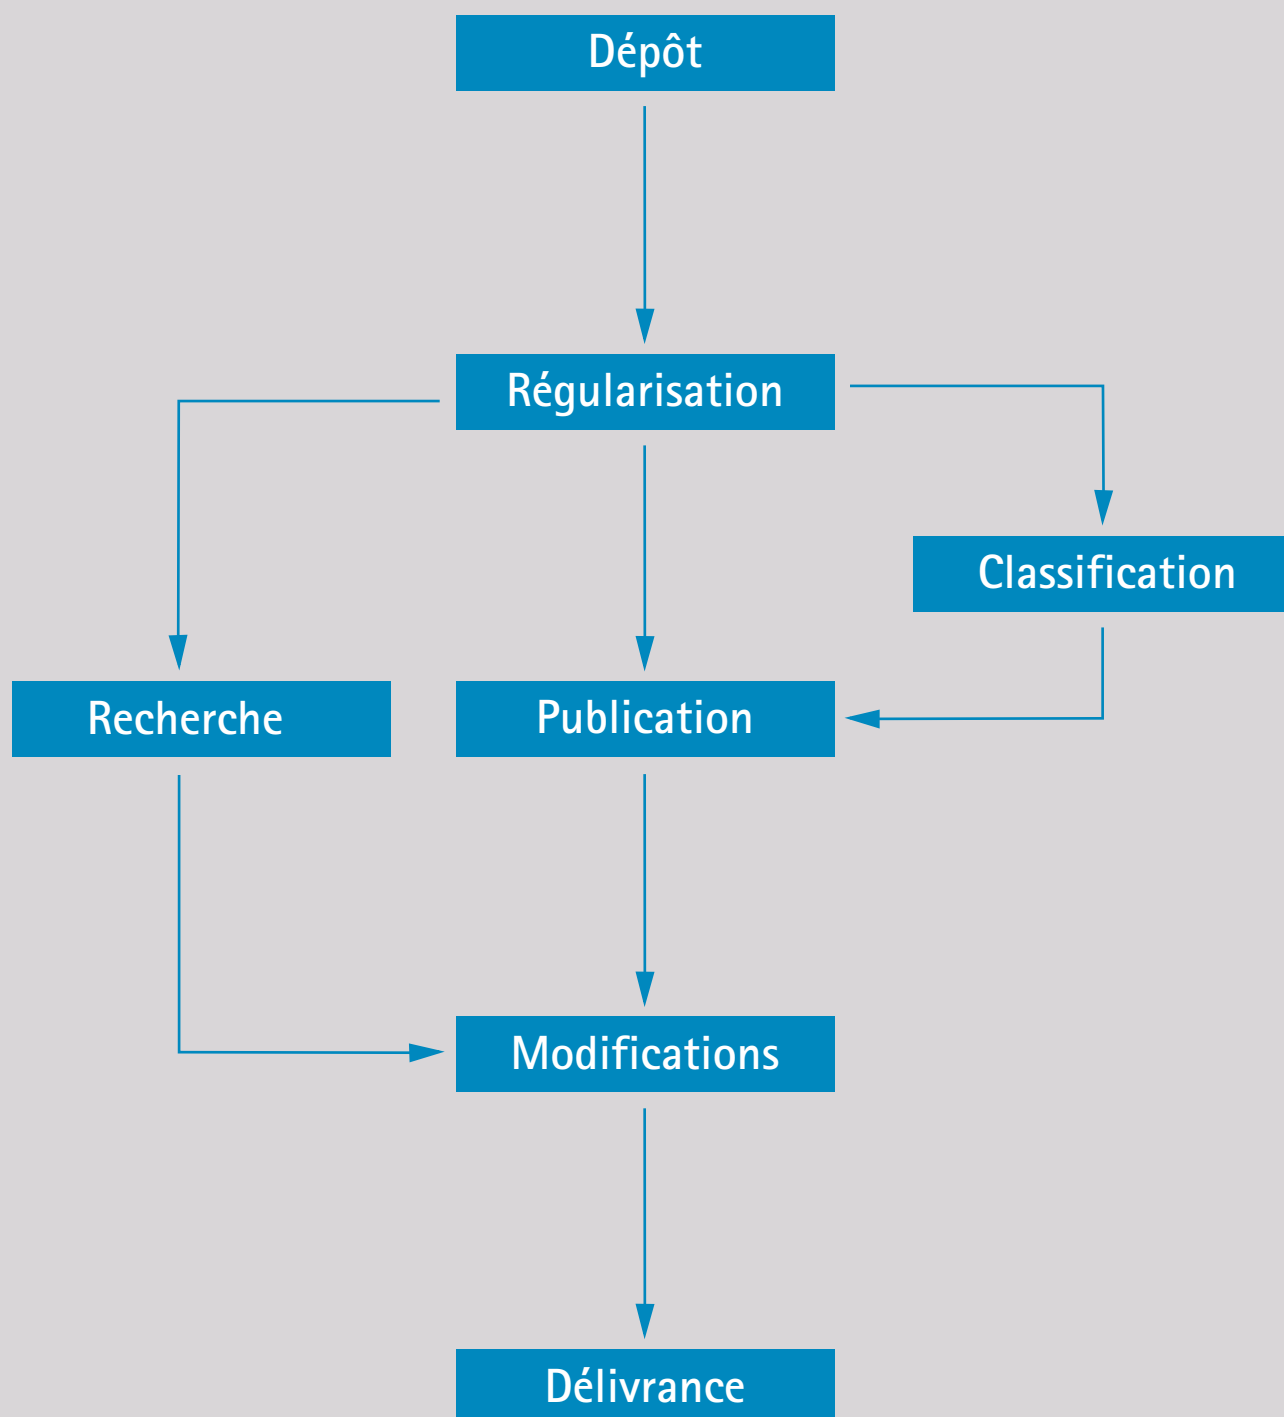 Dépôt
Régularisation
Classification
Recherche
Publication
Modifications
Délivrance